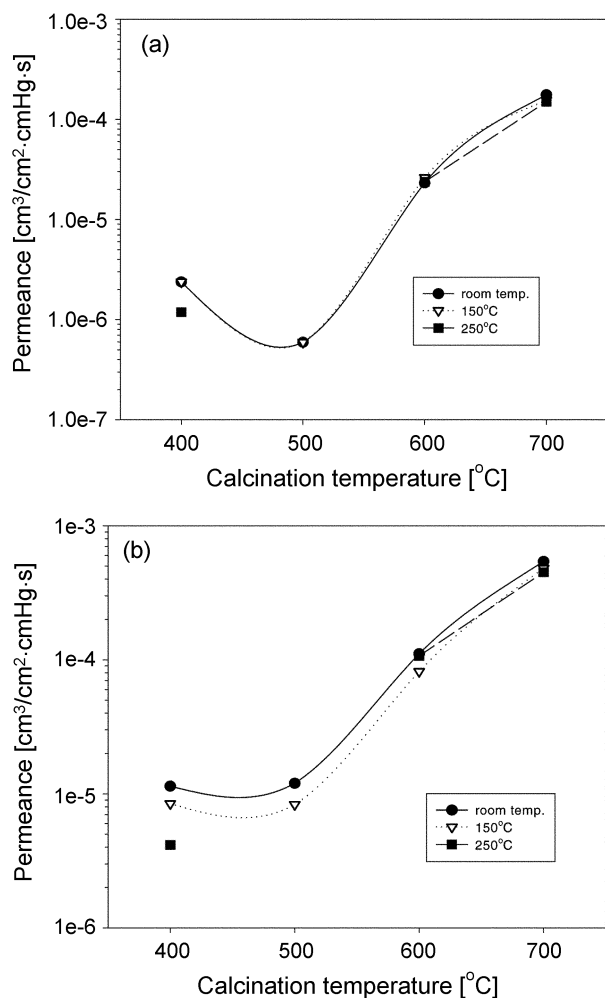 (a)
Permeance [cm³/cm²·cmHg·s]
1.0e-3
1.0e-4
1.0e-5
1.0e-6
1.0e-7
room temp.
150°C
250°C
400 500 600 700
Calcination temperature [°C]
(b)
Permeance [cm³/cm²·cmHg·s]
1e-3
1e-4
1e-5
1e-6
room temp.
150°C
250°C
400 500 600 700
Calcination temperature [°C]